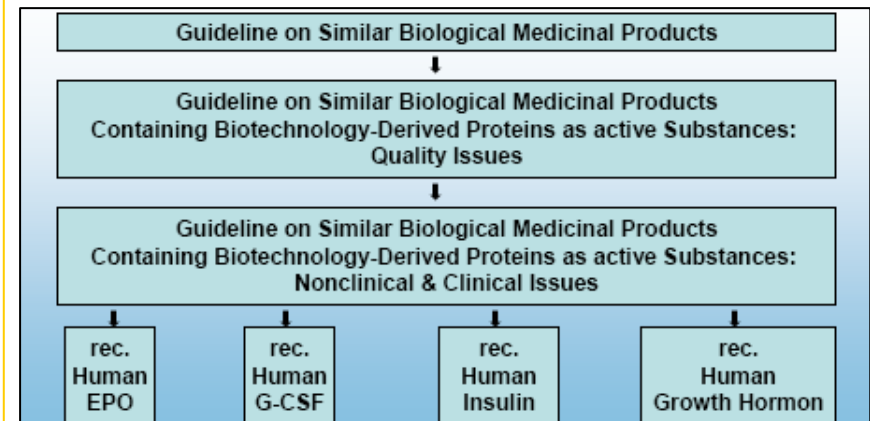 Guideline on Similar Biological Medicinal Products
Guideline on Similar Biological Medicinal Products
Containing Biotechnology-Derived Proteins as active Substances:
Quality Issues
Guideline on Similar Biological Medicinal Products
Containing Biotechnology-Derived Proteins as active Substances:
Nonclinical & Clinical Issues
rec.
Human
EPO
rec.
Human
G-CSF
rec.
Human
Insulin
rec.
Human
Growth Hormon